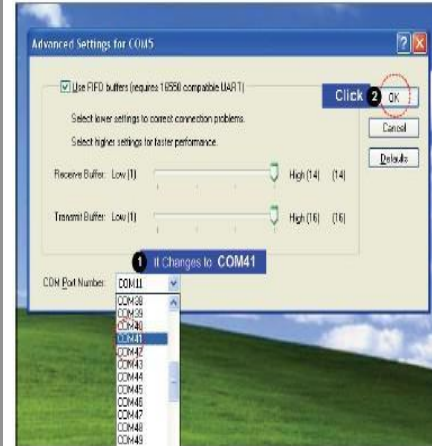 Advanced Settings for COM5
Use FIFO buffers (requires 16550 compatible UART)
Click 2 OK
Select lower settings to correct connection problems.
Cancel
Select higher settings for faster performance.
Defaults
Receive Buffer: Low (1) High (14) (14)
Transmit Buffer: Low (1) High (16) (16)
1 It Changes to COM41
COM Port Number: COM11
COM38
COM39
COM40
COM41
COM42
COM43
COM44
COM45
COM46
COM47
COM48
COM49